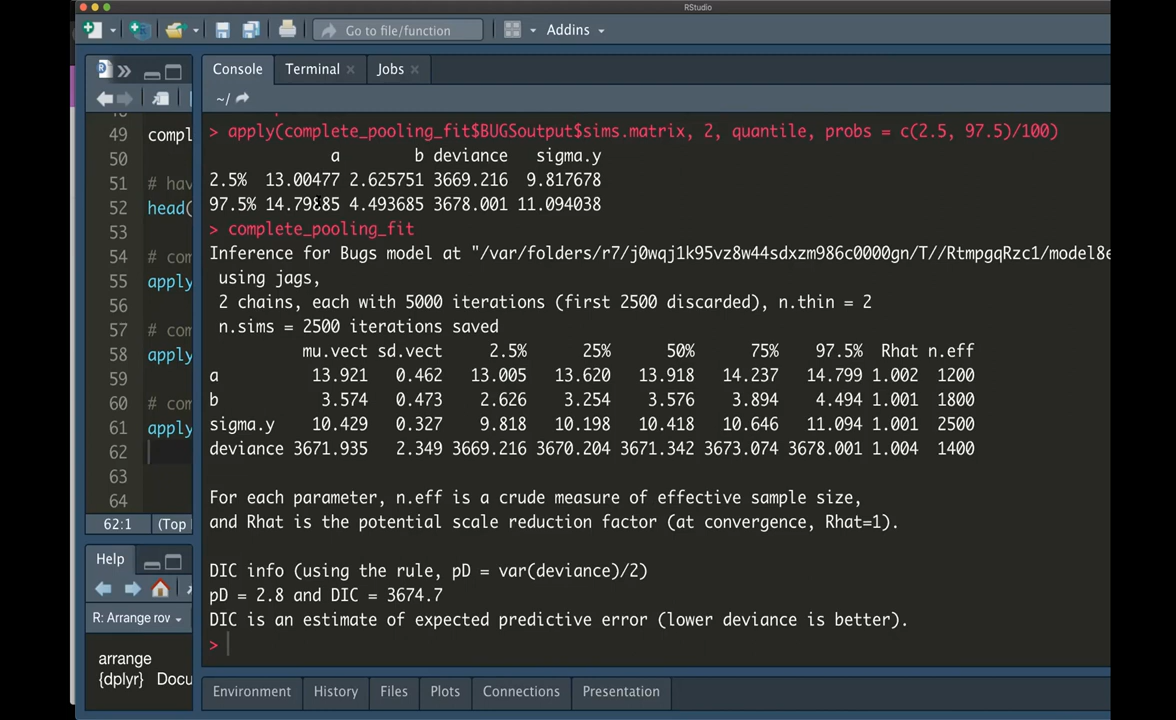 RStudio
Go to file/function
Addins
Console Terminal Jobs
~/
49 compl
50
51 # hav
52 head(
53
54 # com
55 apply
56
57 # com
58 apply
59
60 # com
61 apply
62
63
64
62:1 (Top
> apply(complete_pooling_fit$BUGSoutput$sims.matrix, 2, quantile, probs = c(2.5, 97.5)/100)
a b deviance sigma.y
2.5% 13.00477 2.625751 3669.216 9.817678
97.5% 14.79885 4.493685 3678.001 11.094038
> complete_pooling_fit
Inference for Bugs model at "/var/folders/r7/j0wqj1k95vz8w44sdxzm986c0000gn/T//RtmpgqRzc1/model8e
using jags,
2 chains, each with 5000 iterations (first 2500 discarded), n.thin = 2
n.sims = 2500 iterations saved
mu.vect sd.vect 2.5% 25% 50% 75% 97.5% Rhat n.eff
a 13.921 0.462 13.005 13.620 13.918 14.237 14.799 1.002 1200
b 3.574 0.473 2.626 3.254 3.576 3.894 4.494 1.001 1800
sigma.y 10.429 0.327 9.818 10.198 10.418 10.646 11.094 1.001 2500
deviance 3671.935 2.349 3669.216 3670.204 3671.342 3673.074 3678.001 1.004 1400
For each parameter, n.eff is a crude measure of effective sample size,
and Rhat is the potential scale reduction factor (at convergence, Rhat=1).
DIC info (using the rule, pD = var(deviance)/2)
pD = 2.8 and DIC = 3674.7
DIC is an estimate of expected predictive error (lower deviance is better).
>
Help
R: Arrange rov
arrange
{dplyr} Docu
Environment History Files Plots Connections Presentation